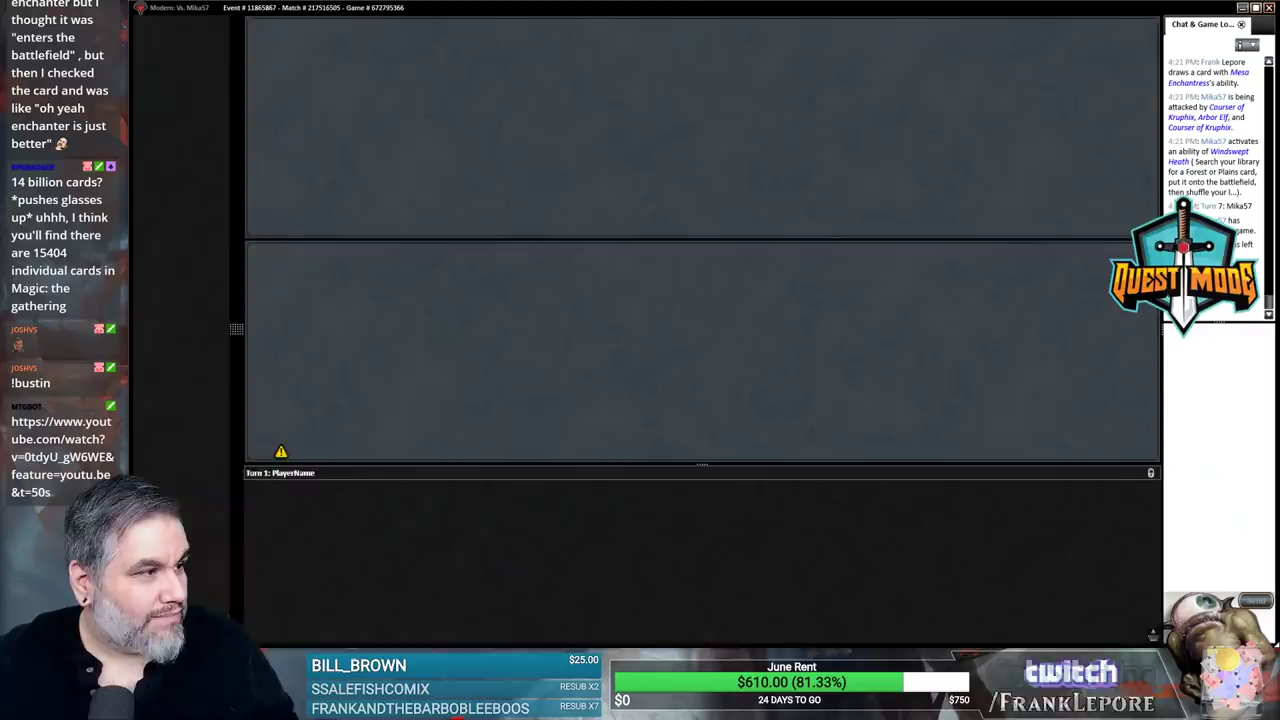 enchanter but I
thought it was
"enters the
battlefield" , but
then I checked
the card and was
like "oh yeah
enchanter is just
better"
14 billion cards?
*pushes glasses
up* uhhh, I think
you'll find there
are 15404
individual cards in
Magic: the
gathering
JOSHVS
JOSHVS
!bustin
MTGBOT
https://www.yout
ube.com/watch?
v=0tdyU_gW6WE&
feature=youtu.be
&t=50s
Modern: Vs. Mika57
Event # 11865867 - Match # 217516505 - Game # 672795366
Turn 1: PlayerName
Chat & Game Lo...
4:21 PM: Frank Lepore
draws a card with Mesa
Enchantress's ability.
4:21 PM: Mika57 is being
attacked by Courser of
Kruphix, Arbor Elf, and
Courser of Kruphix.
4:21 PM: Mika57 activates
an ability of Windswept
Heath ( Search your library
for a Forest or Plains card,
put it onto the battlefield,
then shuffle your l...).
Turn 7: Mika57
has
game.
left
QUEST MODE
Send
BILL_BROWN $25.00
SSALEFISHCOMIX RESUB X2
FRANKANDTHEBARBOBLEEBOOS RESUB X7
June Rent
$610.00 (81.33%)
$0 24 DAYS TO GO $750
twitch
/FRANKLEPORE